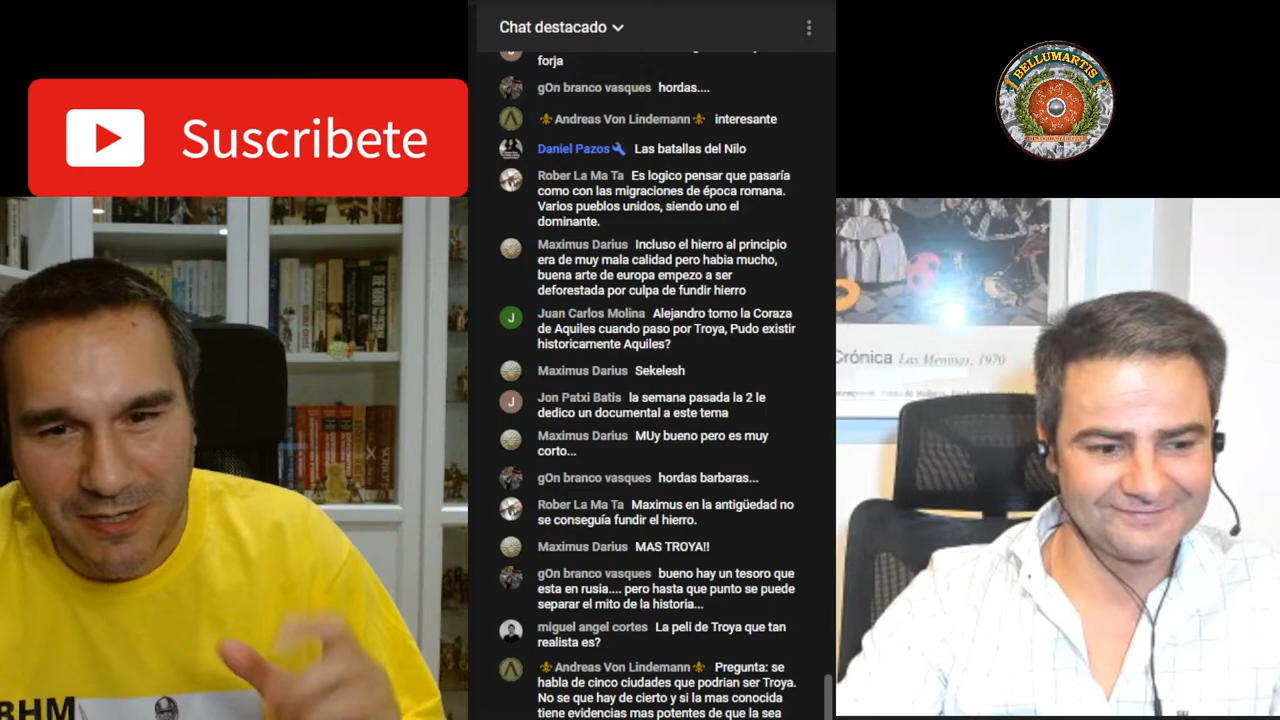 Suscribete
BHM
Chat destacado
forja
gOn branco vasques hordas....
Andreas Von Lindemann interesante
Daniel Pazos Las batallas del Nilo
Rober La Ma Ta Es logico pensar que pasaría
como con las migraciones de época romana.
Varios pueblos unidos, siendo uno el
dominante.
Maximus Darius Incluso el hierro al principio
era de muy mala calidad pero habia mucho,
buena arte de europa empezo a ser
deforestada por culpa de fundir hierro
J
Juan Carlos Molina Alejandro tomo la Coraza
de Aquiles cuando paso por Troya, Pudo existir
historicamente Aquiles?
Maximus Darius Sekelesh
J
Jon Patxi Batis la semana pasada la 2 le
dedico un documental a este tema
Maximus Darius MUy bueno pero es muy
corto...
gOn branco vasques hordas barbaras...
Rober La Ma Ta Maximus en la antigüedad no
se conseguía fundir el hierro.
Maximus Darius MAS TROYA!!
gOn branco vasques bueno hay un tesoro que
esta en rusia.... pero hasta que punto se puede
separar el mito de la historia...
miguel angel cortes La peli de Troya que tan
realista es?
Andreas Von Lindemann Pregunta: se
habla de cinco ciudades que podrian ser Troya.
No se que hay de cierto y si la mas conocida
tiene evidencias mas potentes de que la sea
BELLUMARTIS
Crónica Las Meninas, 1970